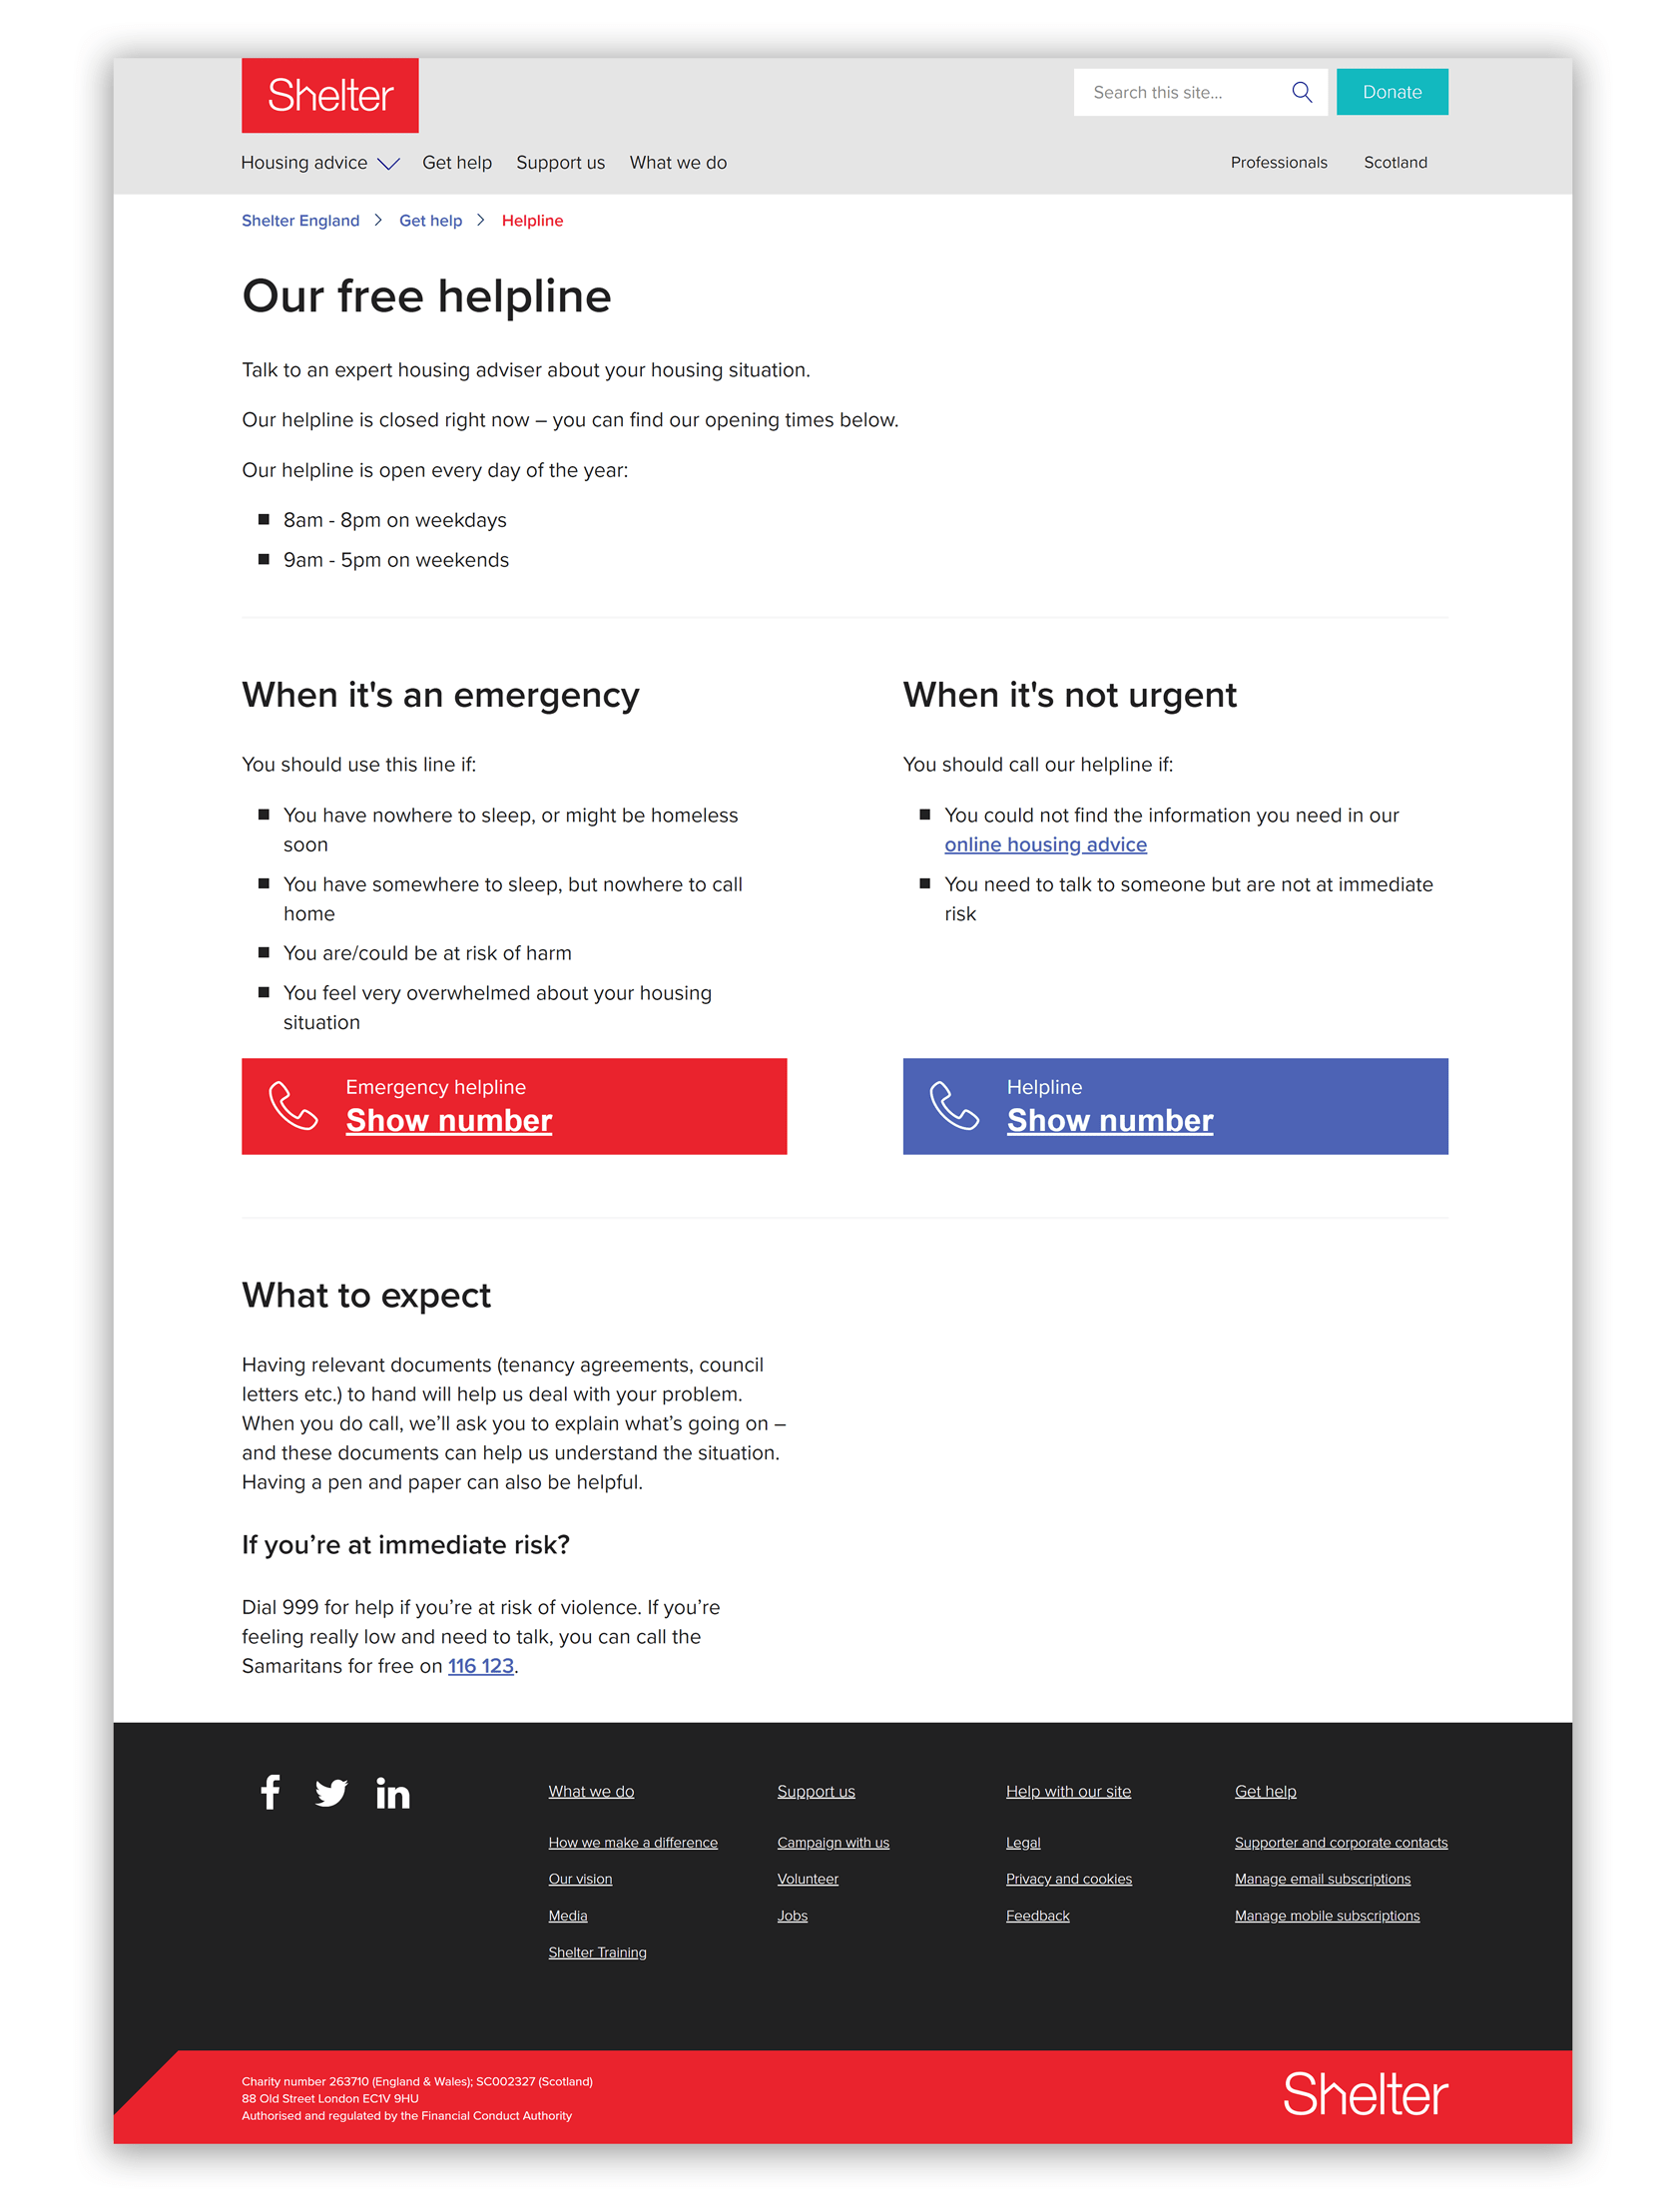 Shelter
Search this site...
Donate
Housing advice
Get help
Support us
What we do
Professionals
Scotland
Shelter England > Get help > Helpline
Our free helpline
Talk to an expert housing adviser about your housing situation.
Our helpline is closed right now – you can find our opening times below.
Our helpline is open every day of the year:
8am - 8pm on weekdays
9am - 5pm on weekends
When it's an emergency
You should use this line if:
You have nowhere to sleep, or might be homeless
soon
You have somewhere to sleep, but nowhere to call
home
You are/could be at risk of harm
You feel very overwhelmed about your housing
situation
Emergency helpline
Show number
When it's not urgent
You should call our helpline if:
You could not find the information you need in our
online housing advice
You need to talk to someone but are not at immediate
risk
Helpline
Show number
What to expect
Having relevant documents (tenancy agreements, council
letters etc.) to hand will help us deal with your problem.
When you do call, we’ll ask you to explain what’s going on –
and these documents can help us understand the situation.
Having a pen and paper can also be helpful.
If you’re at immediate risk?
Dial 999 for help if you’re at risk of violence. If you’re
feeling really low and need to talk, you can call the
Samaritans for free on 116 123.
What we do
How we make a difference
Our vision
Media
Shelter Training
Support us
Campaign with us
Volunteer
Jobs
Help with our site
Legal
Privacy and cookies
Feedback
Get help
Supporter and corporate contacts
Manage email subscriptions
Manage mobile subscriptions
Charity number 263710 (England & Wales); SC002327 (Scotland)
88 Old Street London EC1V 9HU
Authorised and regulated by the Financial Conduct Authority
Shelter